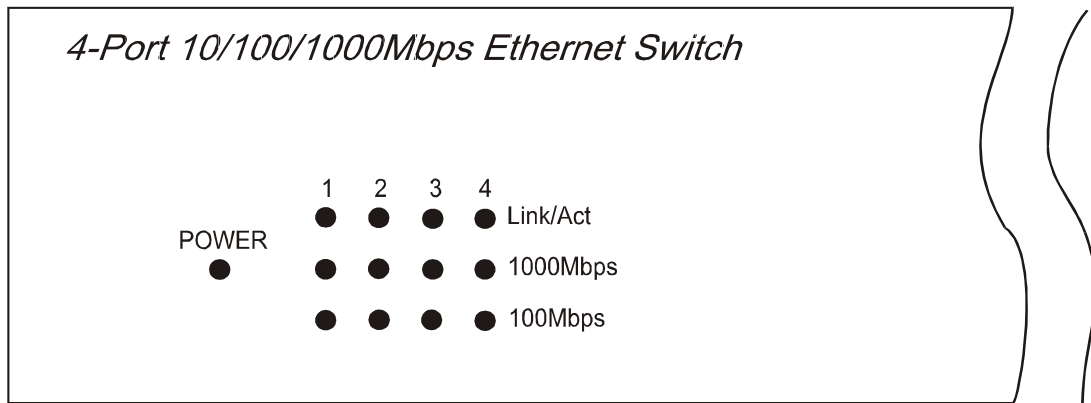 4-Port 10/100/1000Mbps Ethernet Switch
1 2 3 4
Link/Act
POWER
1000Mbps
100Mbps